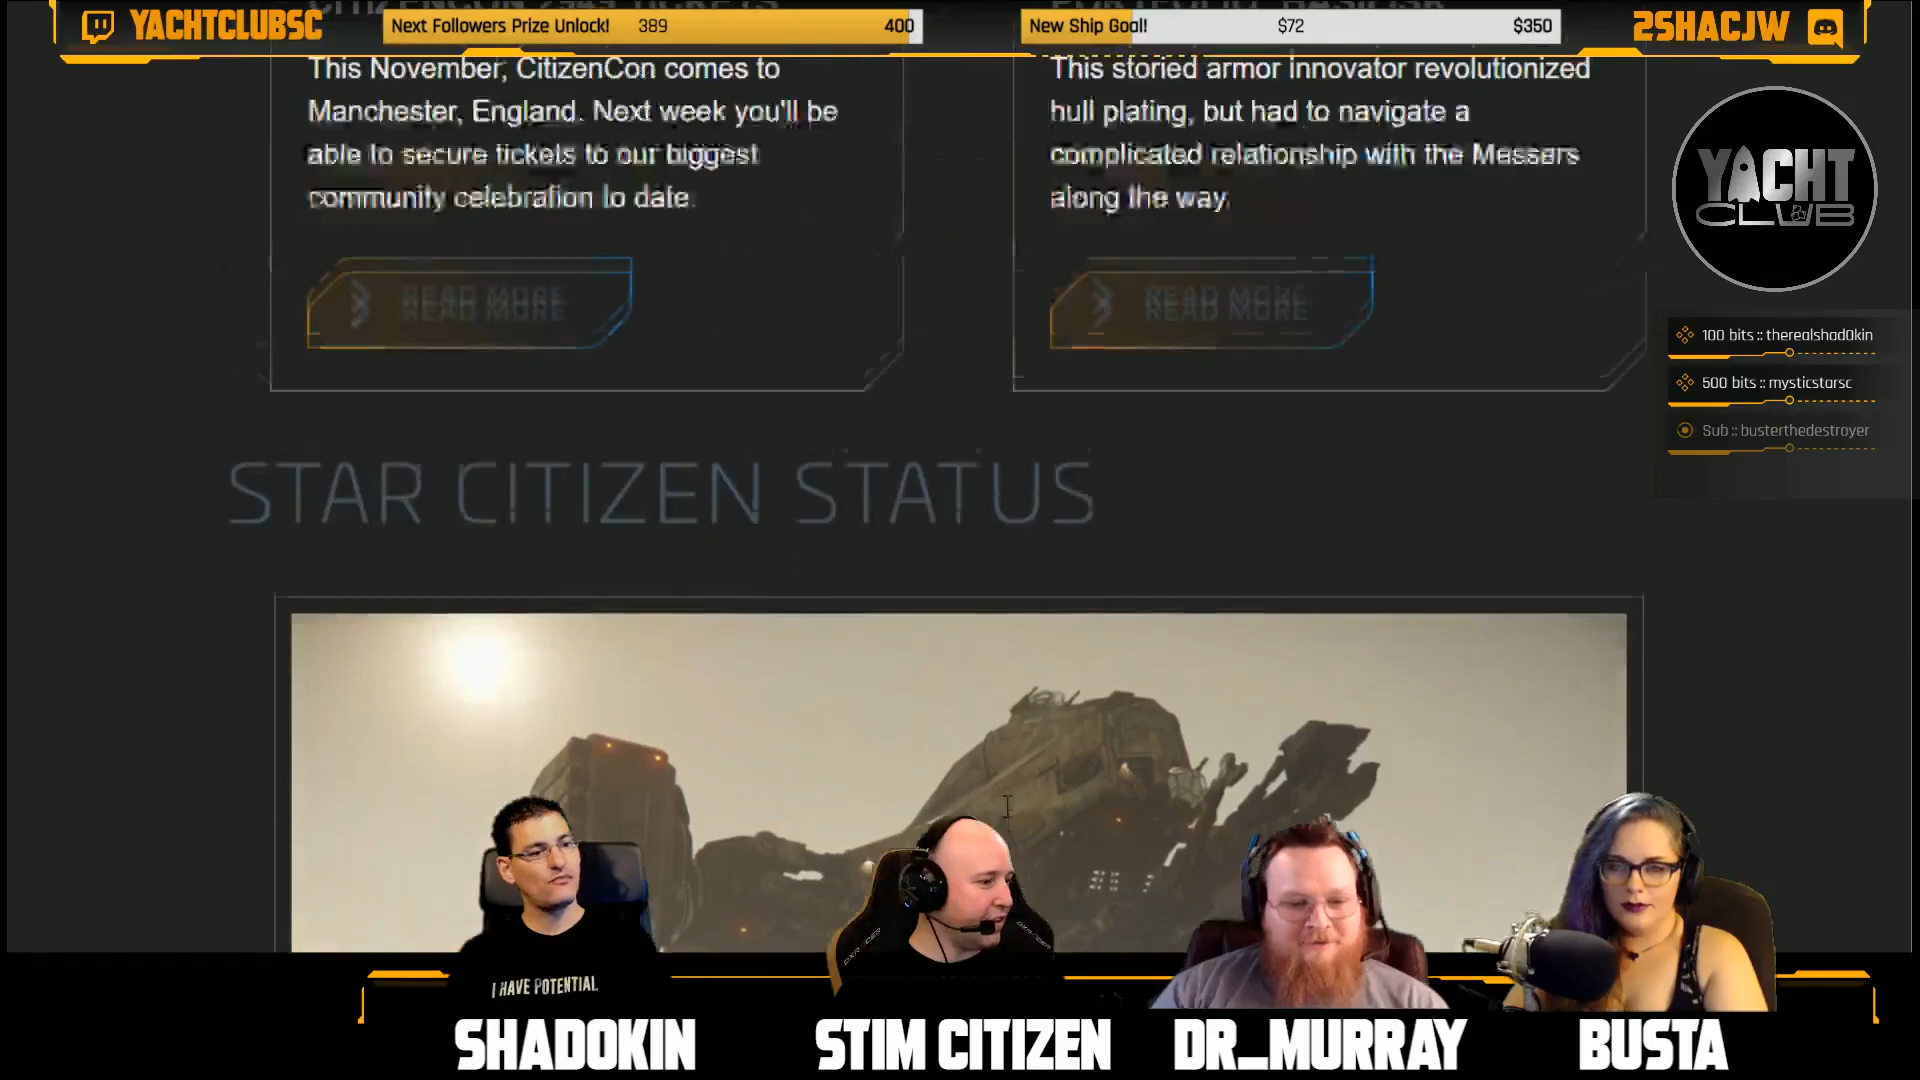 YACHTCLUBSC
Next Followers Prize Unlock! 389 400
New Ship Goal! $72 $350
2SHACJW
This November, CitizenCon comes to
Manchester, England. Next week you'll be
able to secure tickets to our biggest
community celebration to date.
READ MORE
This storied armor innovator revolutionized
hull plating, but had to navigate a
complicated relationship with the Messers
along the way.
READ MORE
YACHT
CLUB
100 bits :: therealshad0kin
500 bits :: mysticstarsc
Sub :: busterthedestroyer
STAR CITIZEN STATUS
I HAVE POTENTIAL.
SHADOKIN
STIM CITIZEN
DR_MURRAY
BUSTA